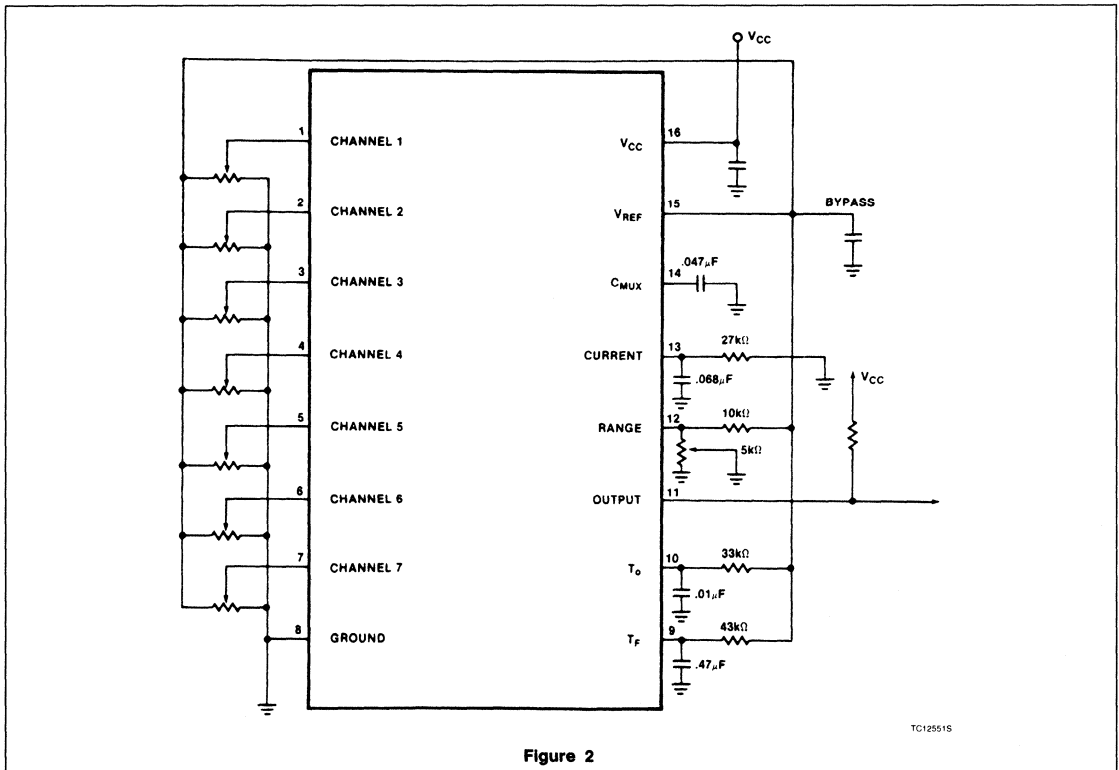 VCC
1 CHANNEL 1
16 VCC
2 CHANNEL 2
15 VREF BYPASS
3 CHANNEL 3
14 CMUX .047μF
4 CHANNEL 4
13 CURRENT 27kΩ
.068μF
VCC
5 CHANNEL 5
12 RANGE 10kΩ
5kΩ
6 CHANNEL 6
11 OUTPUT
7 CHANNEL 7
10 To 33kΩ
.01μF
8 GROUND
9 TF 43kΩ
.47μF
TC12551S
Figure 2